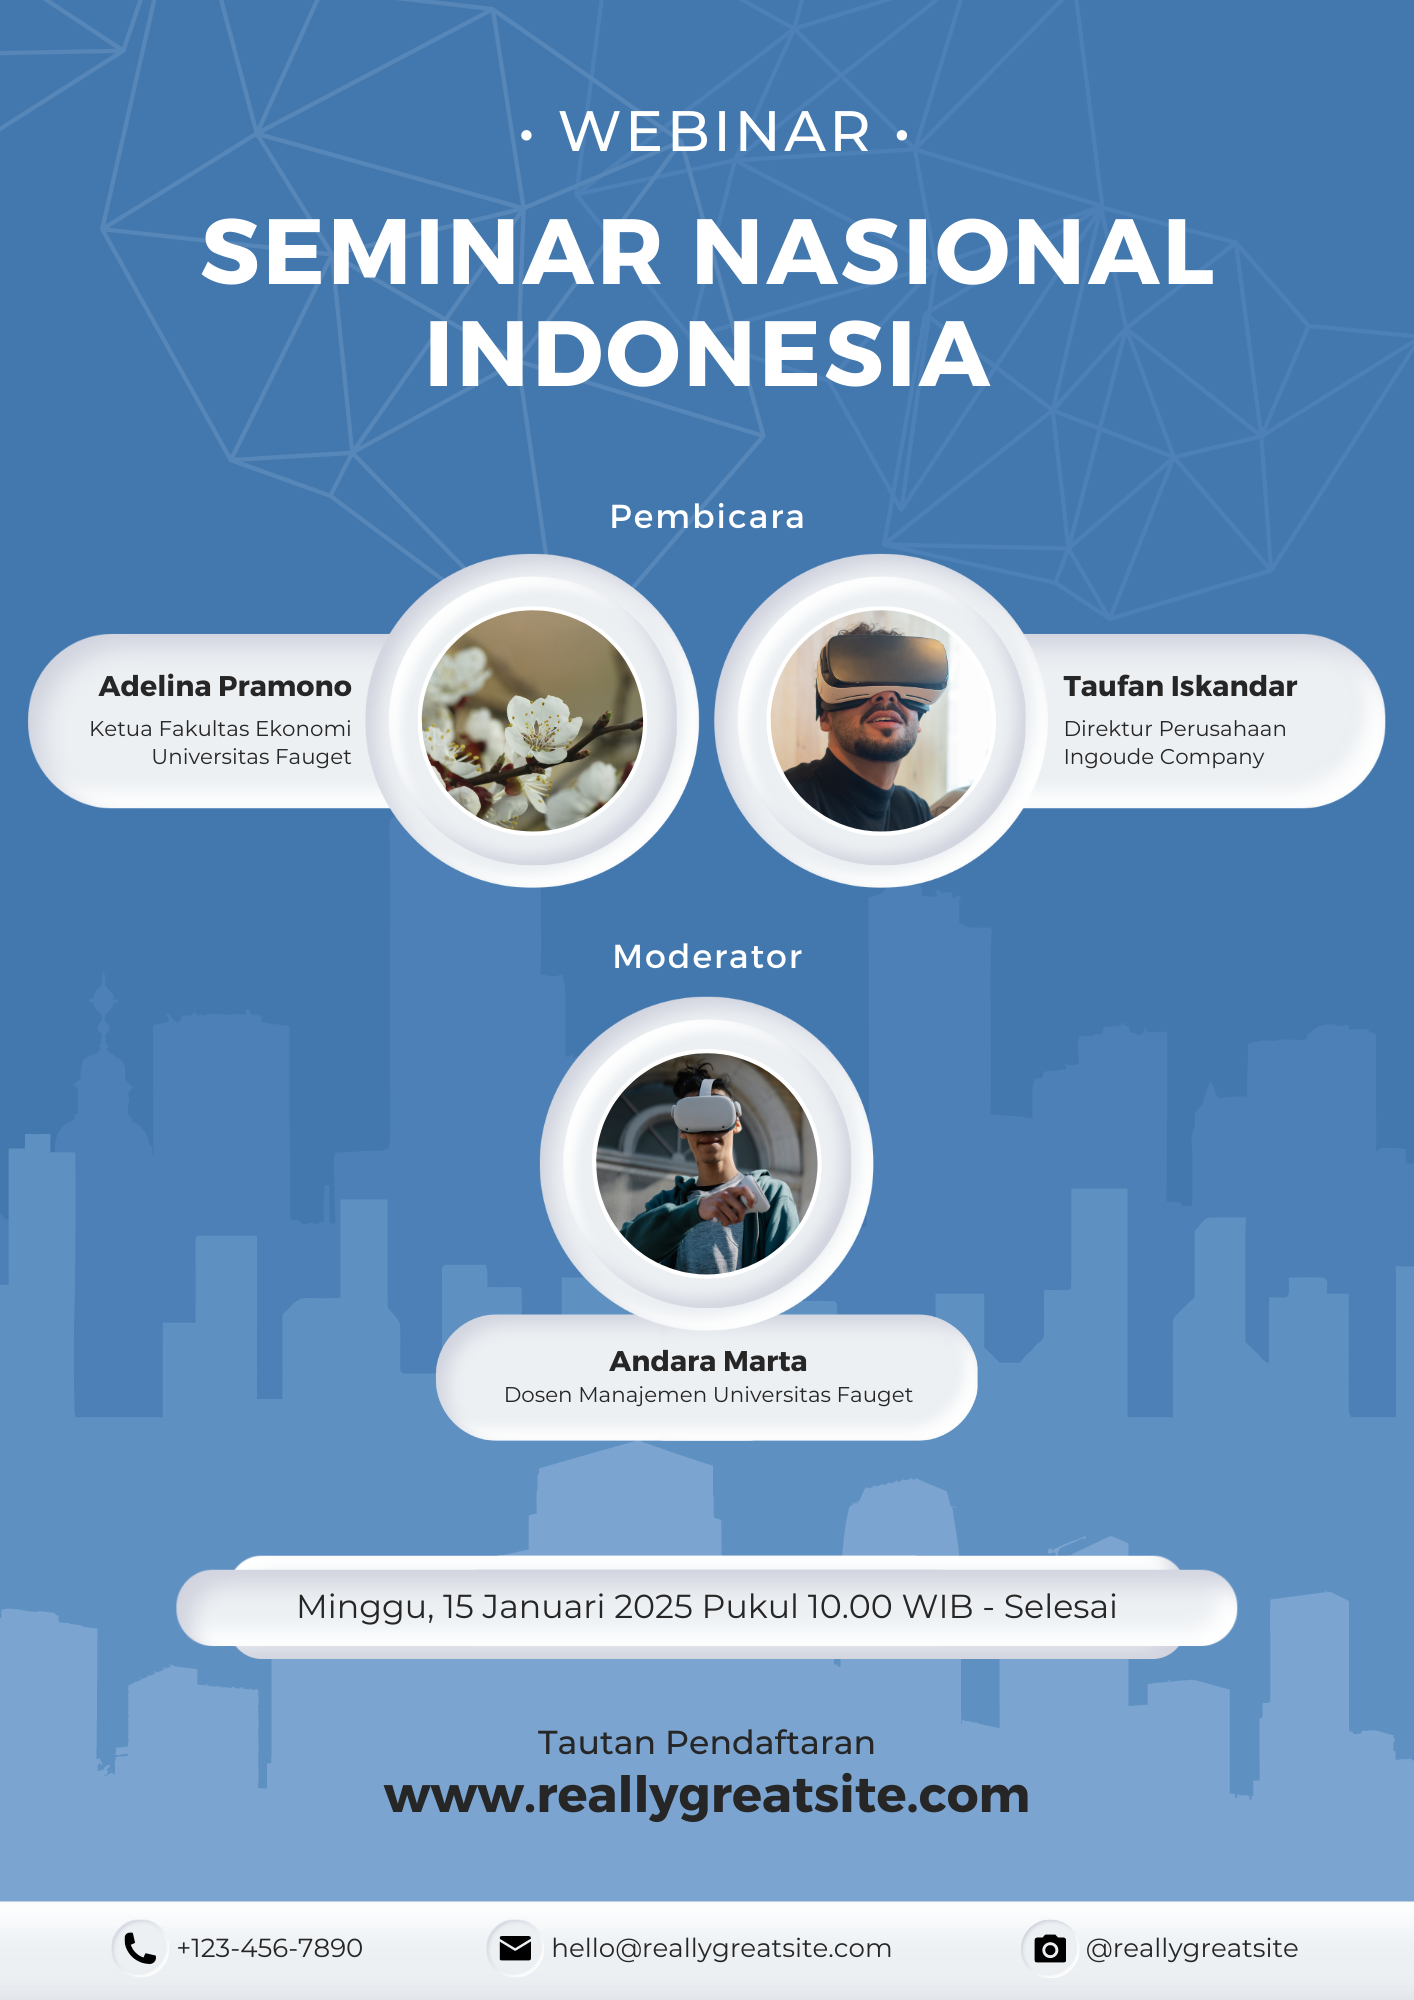 • WEBINAR •
SEMINAR NASIONAL
INDONESIA
Pembicara
Adelina Pramono
Ketua Fakultas Ekonomi
Universitas Fauget
Taufan Iskandar
Direktur Perusahaan
Ingoude Company
Moderator
Andara Marta
Dosen Manajemen Universitas Fauget
Minggu, 15 Januari 2025 Pukul 10.00 WIB - Selesai
Tautan Pendaftaran
www.reallygreatsite.com
+123-456-7890
hello@reallygreatsite.com
@reallygreatsite